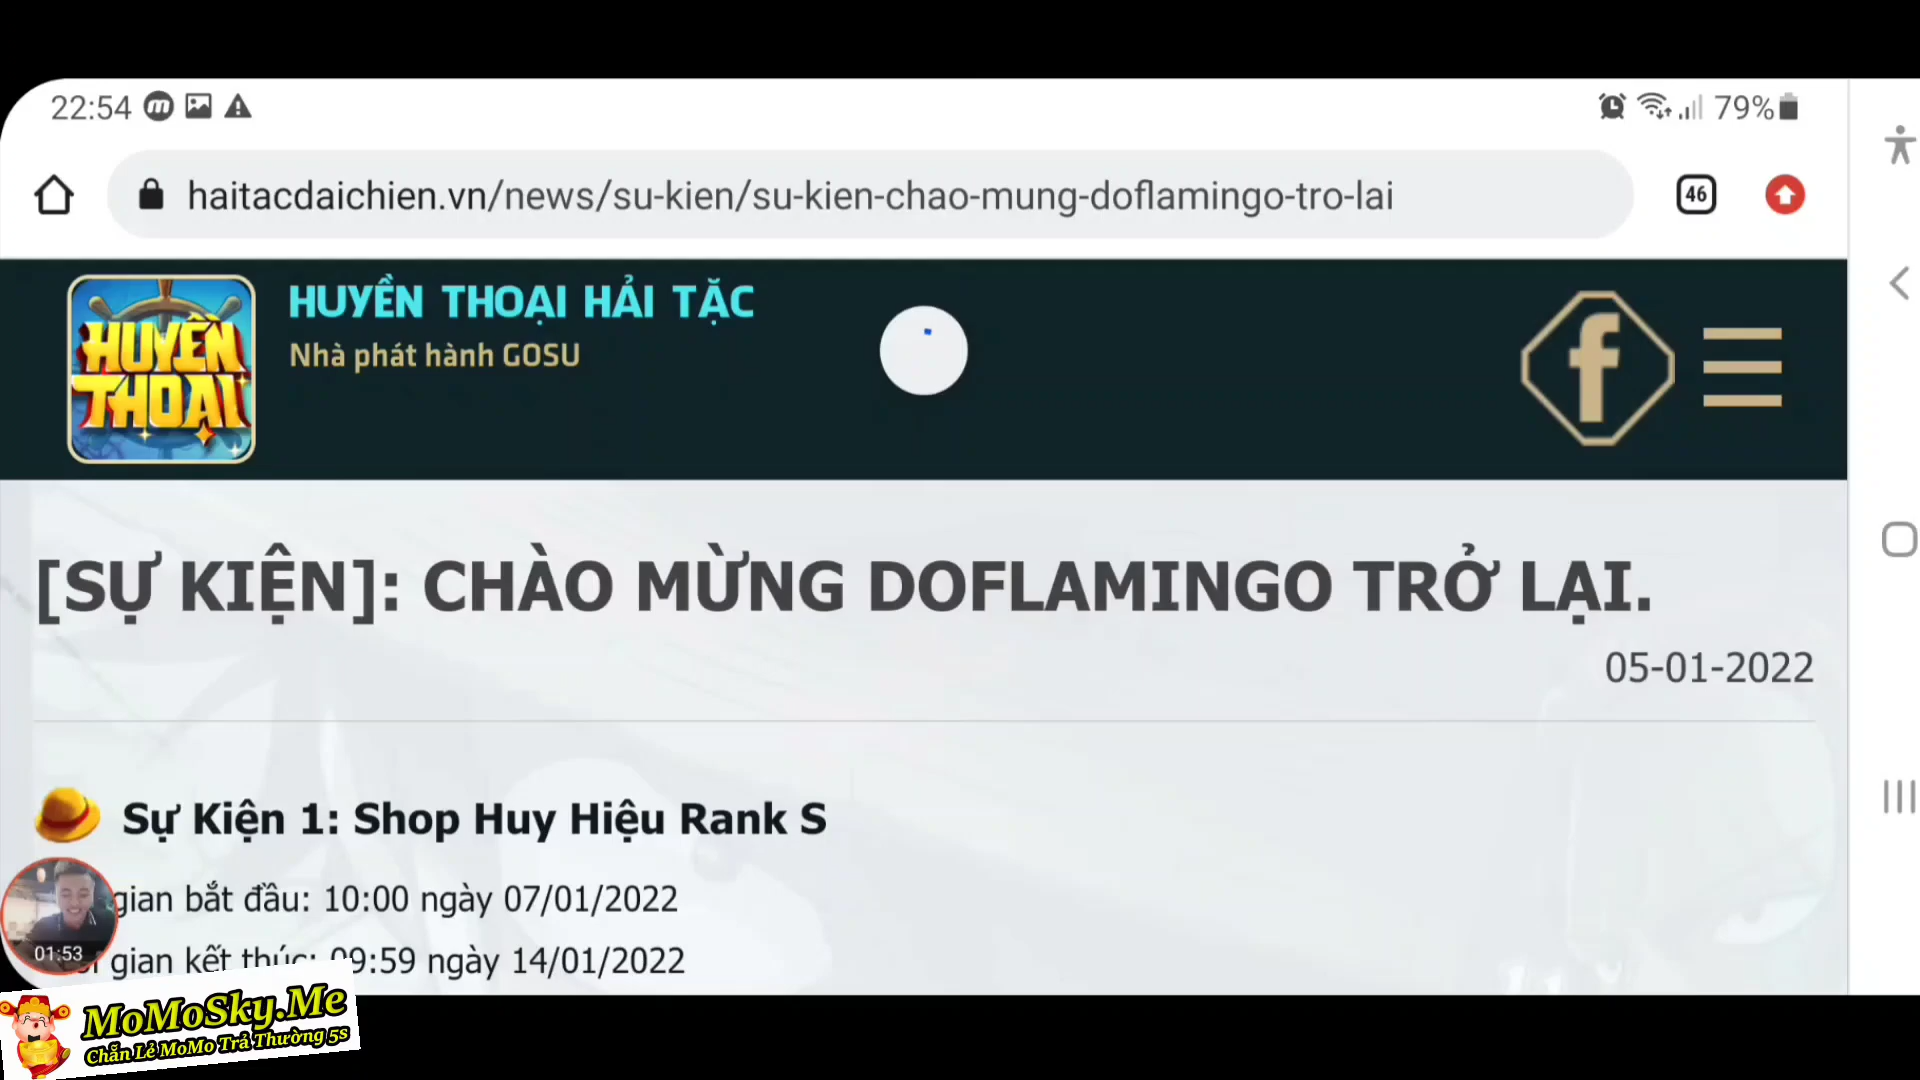 22:54
79%
haitacdaichien.vn/news/su-kien/su-kien-chao-mung-doflamingo-tro-lai
46
HUYỀN THOẠI
HUYỀN THOẠI HẢI TẶC
Nhà phát hành GOSU
[SỰ KIỆN]: CHÀO MỪNG DOFLAMINGO TRỞ LẠI.
05-01-2022
Sự Kiện 1: Shop Huy Hiệu Rank S
gian bắt đầu: 10:00 ngày 07/01/2022
gian kết thúc: 09:59 ngày 14/01/2022
01:53
MoMoSky.Me
Chẵn Lẻ MoMo Trả Thưởng 5s